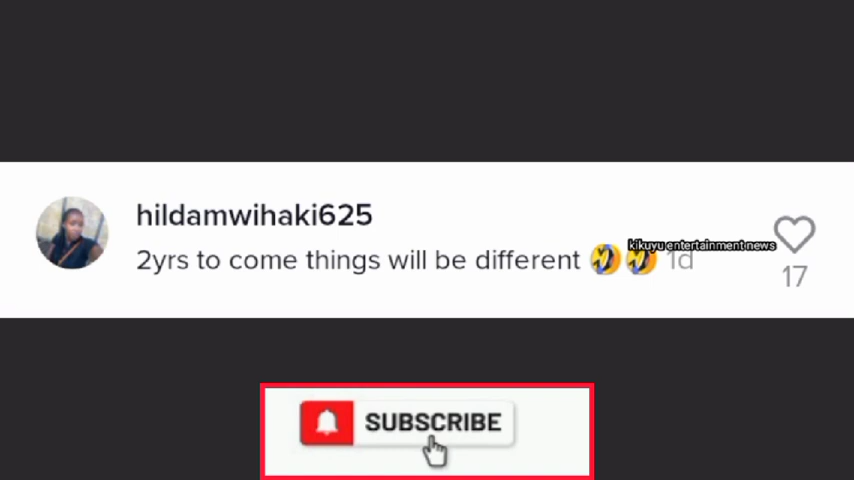 hildamwihaki625
2yrs to come things will be different 🤣🤣 1d
kikuyu entertainment news
17
SUBSCRIBE